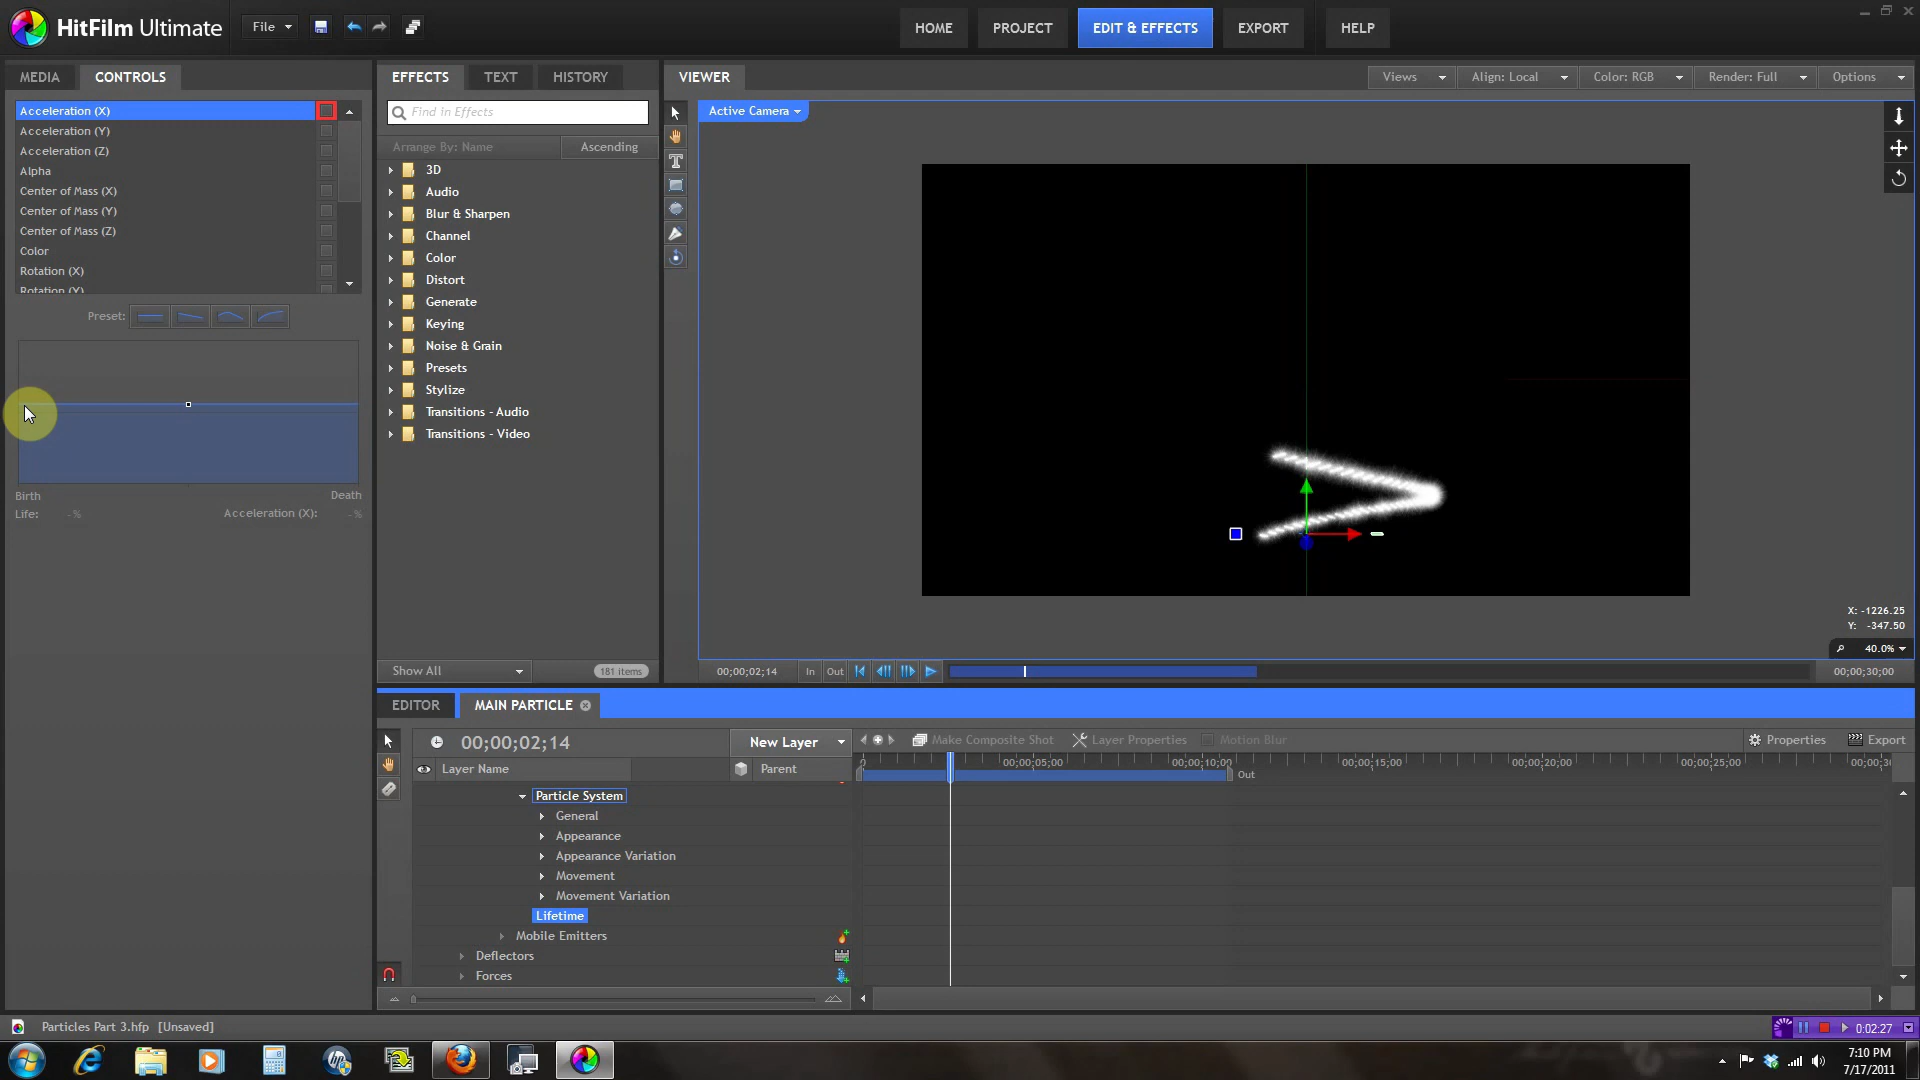 HitFilm Ultimate
File
HOME
PROJECT
EDIT & EFFECTS
EXPORT
HELP
MEDIA
CONTROLS
EFFECTS
TEXT
HISTORY
VIEWER
Views
Align: Local
Color: RGB
Render: Full
Options
Acceleration (X)
Acceleration (Y)
Acceleration (Z)
Alpha
Center of Mass (X)
Center of Mass (Y)
Center of Mass (Z)
Color
Rotation (X)
Rotation (Y)
Preset:
Birth
Death
Life: -%
Acceleration (X): -%
Find in Effects
Arrange By: Name
Ascending
3D
Audio
Blur & Sharpen
Channel
Color
Distort
Generate
Keying
Noise & Grain
Presets
Stylize
Transitions - Audio
Transitions - Video
Show All
181 items
Active Camera
X: -1226.25
Y: -347.50
40.0%
00;00;02;14
In
Out
00;00;30;00
EDITOR
MAIN PARTICLE
00;00;02;14
New Layer
Make Composite Shot
Layer Properties
Motion Blur
Properties
Export
Layer Name
Parent
0
00;00;05;00
00;00;10;00
00;00;15;00
00;00;20;00
00;00;25;00
Out
Particle System
General
Appearance
Appearance Variation
Movement
Movement Variation
Lifetime
Mobile Emitters
Deflectors
Forces
Particles Part 3.hfp [Unsaved]
0:02:27
7:10 PM
7/17/2011